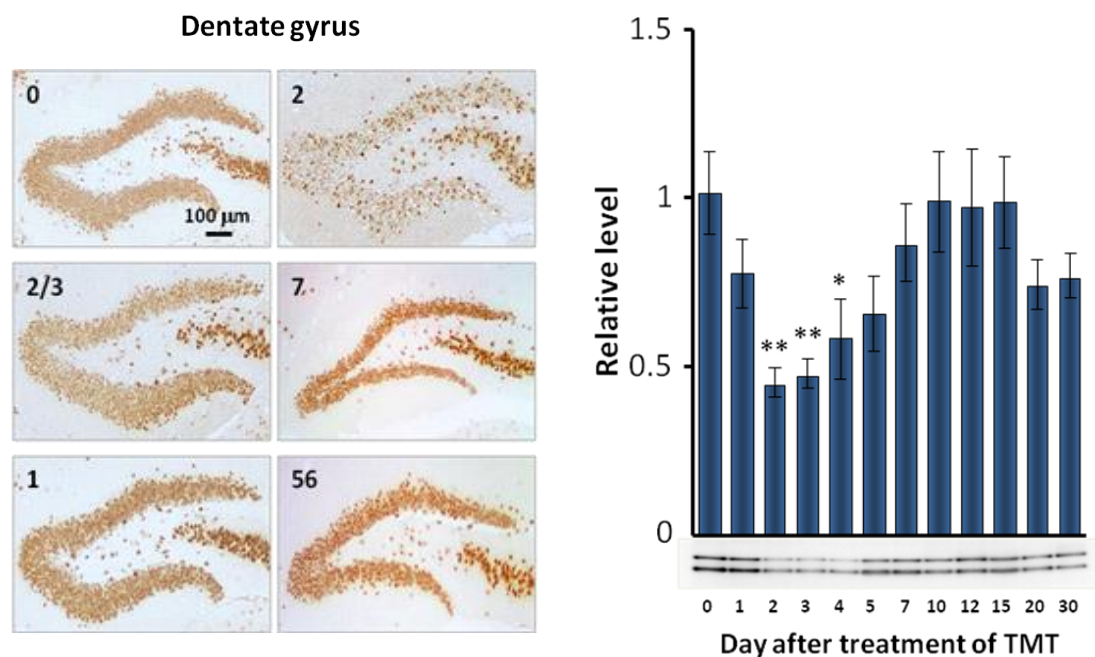 Dentate gyrus
0
2
100 μm
2/3
7
1
56
1.5
1
0.5
0
Relative level
**
**
*
0 1 2 3 4 5 7 10 12 15 20 30
Day after treatment of TMT